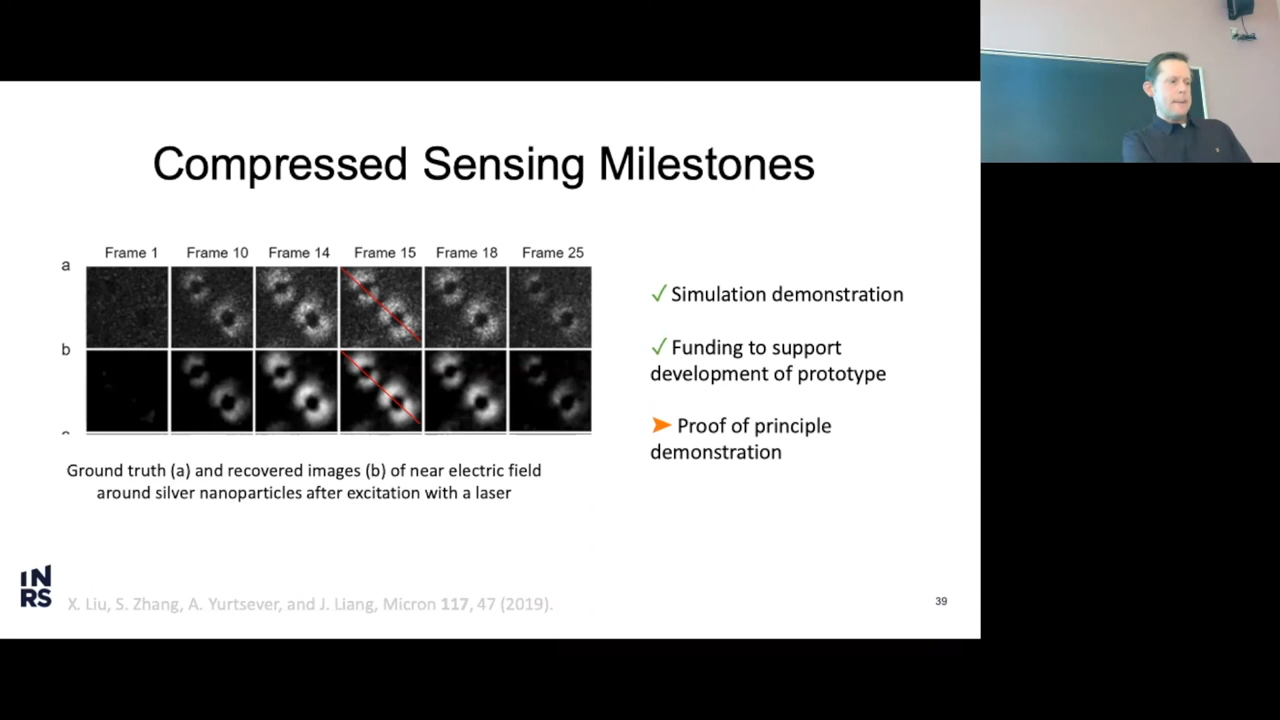 Compressed Sensing Milestones
Frame 1 Frame 10 Frame 14 Frame 15 Frame 18 Frame 25
a
b
Ground truth (a) and recovered images (b) of near electric field
around silver nanoparticles after excitation with a laser
✓ Simulation demonstration
✓ Funding to support
development of prototype
➤ Proof of principle
demonstration
IN
RS
X. Liu, S. Zhang, A. Yurtsever, and J. Liang, Micron 117, 47 (2019).
39